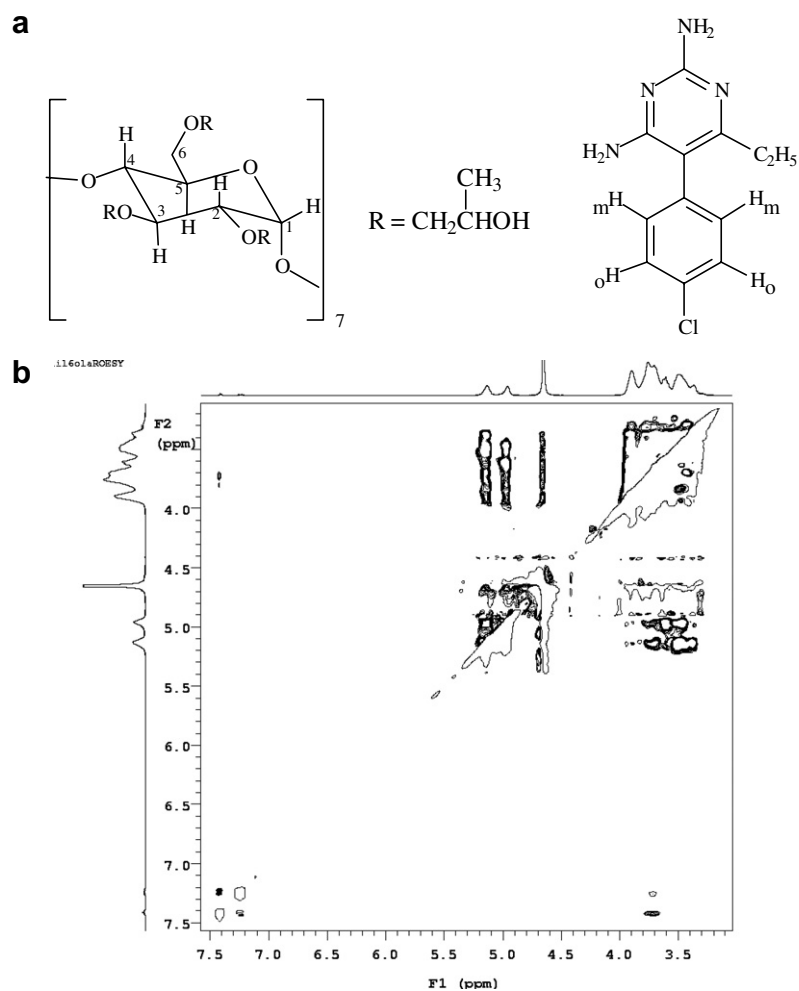 a
NH₂
N
N
H₂N
C₂H₅
mH
Hm
oH
Ho
Cl
OR
6
H
4
O
O
5
H
RO
3
H
H
2
OR
1
H
O
7
CH₃
R = CH₂CHOH
b
.i16o1aROESY
F2
(ppm)
4.0
4.5
5.0
5.5
6.0
6.5
7.0
7.5
7.5 7.0 6.5 6.0 5.5 5.0 4.5 4.0 3.5
F1 (ppm)